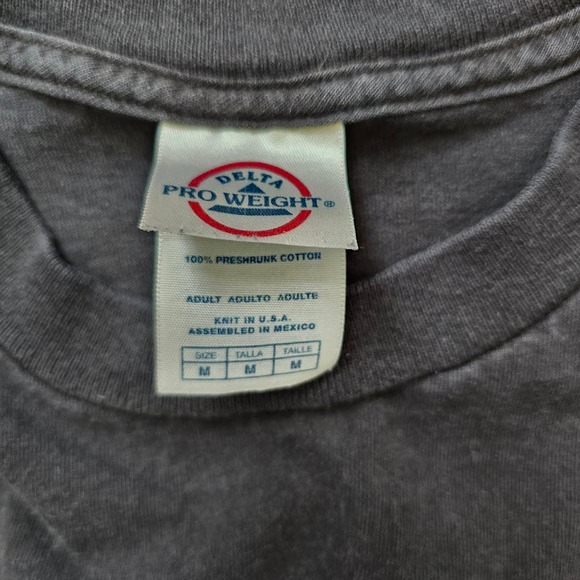 DELTA
PRO WEIGHT®
100% PRESHRUNK COTTON
ADULT ADULTO ADULTE
KNIT IN U.S.A.
ASSEMBLED IN MEXICO
SIZE TALLA TAILLE
M M M